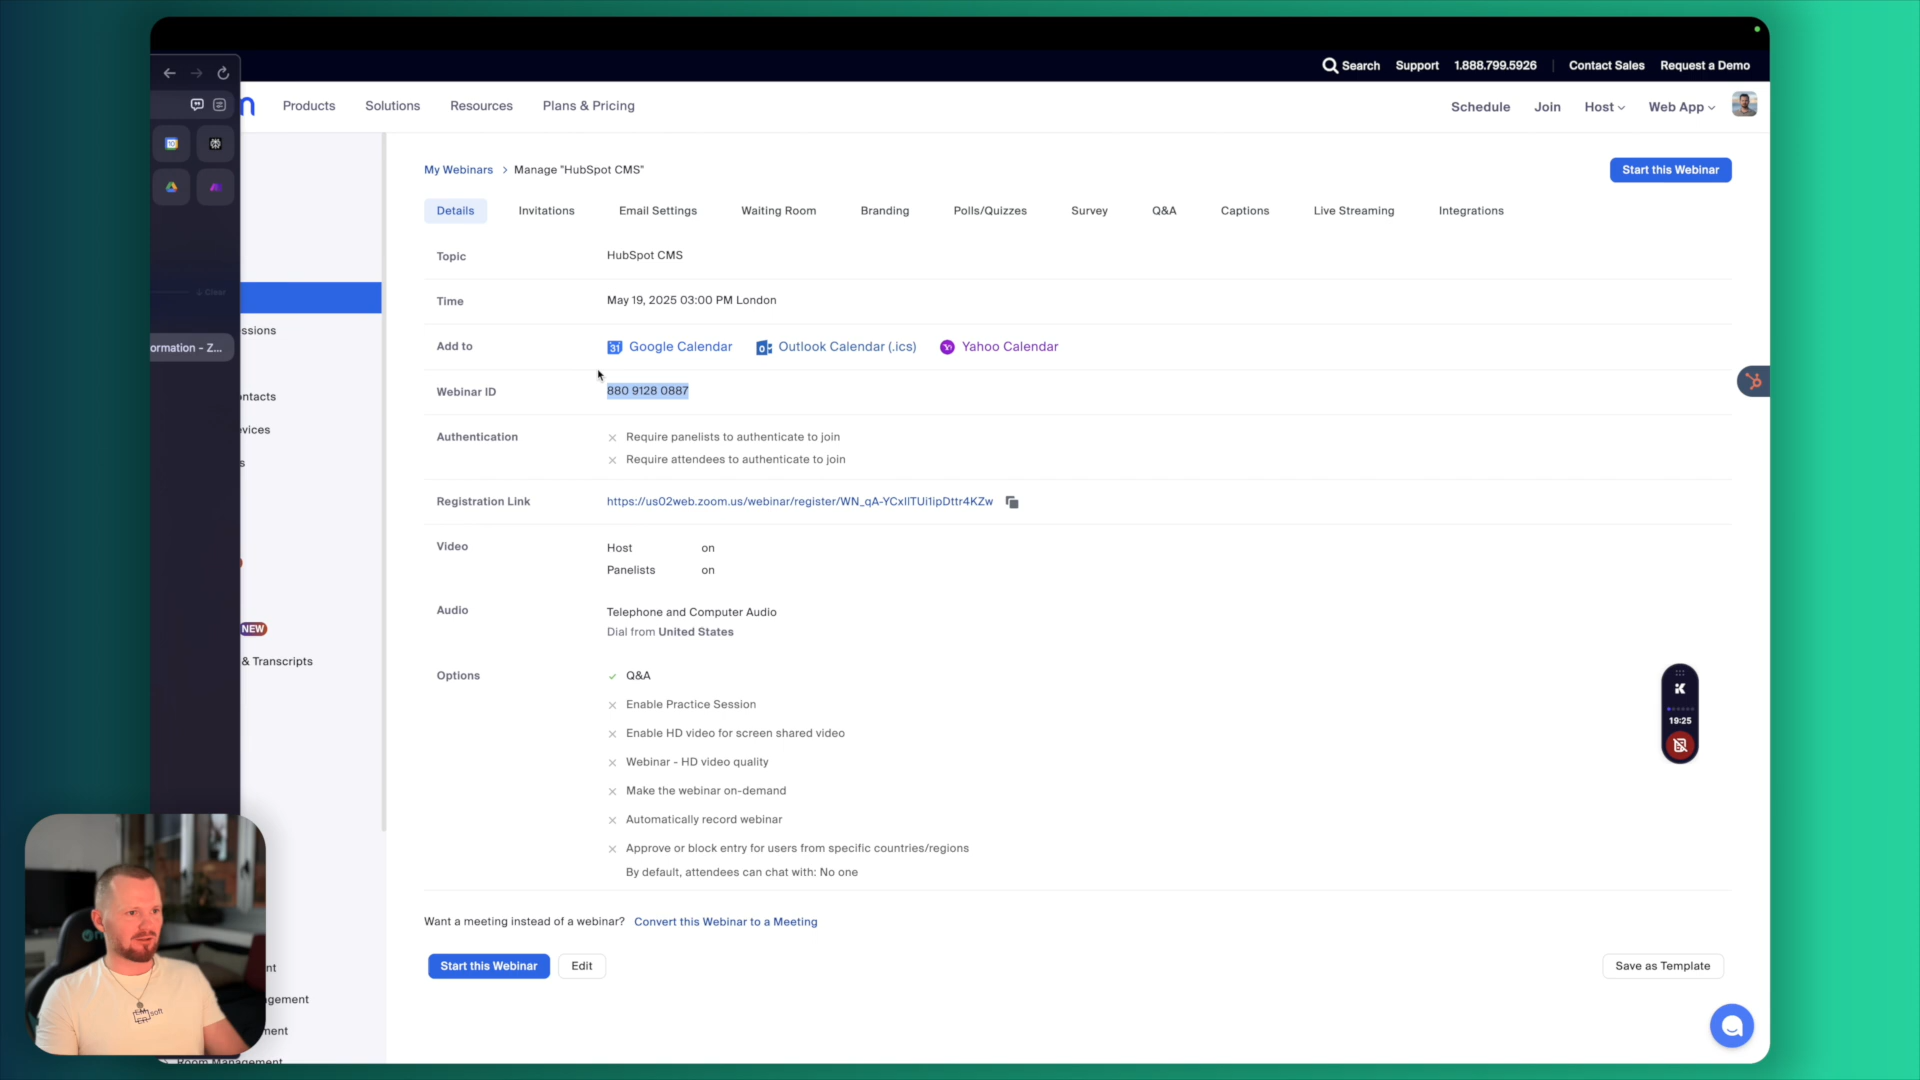 Search Support 1.888.799.5926 Contact Sales Request a Demo
Products Solutions Resources Plans & Pricing
Schedule Join Host Web App
My Webinars > Manage "HubSpot CMS"
Start this Webinar
Details Invitations Email Settings Waiting Room Branding Polls/Quizzes Survey Q&A Captions Live Streaming Integrations
Topic HubSpot CMS
Clear
Time May 19, 2025 03:00 PM London
ssions
ormation - Z...
Add to Google Calendar Outlook Calendar (.ics) Yahoo Calendar
Webinar ID 880 9128 0887
ontacts
evices
Authentication Require panelists to authenticate to join
Require attendees to authenticate to join
s
Registration Link https://us02web.zoom.us/webinar/register/WN_qA-YCxIlTUi1ipDttr4KZw
Video Host on
Panelists on
Audio Telephone and Computer Audio
Dial from United States
NEW
& Transcripts
Options Q&A
Enable Practice Session
Enable HD video for screen shared video
Webinar - HD video quality
Make the webinar on-demand
Automatically record webinar
Approve or block entry for users from specific countries/regions
By default, attendees can chat with: No one
19:25
Want a meeting instead of a webinar? Convert this Webinar to a Meeting
Start this Webinar Edit Save as Template
nt
gement
ment
Room Management